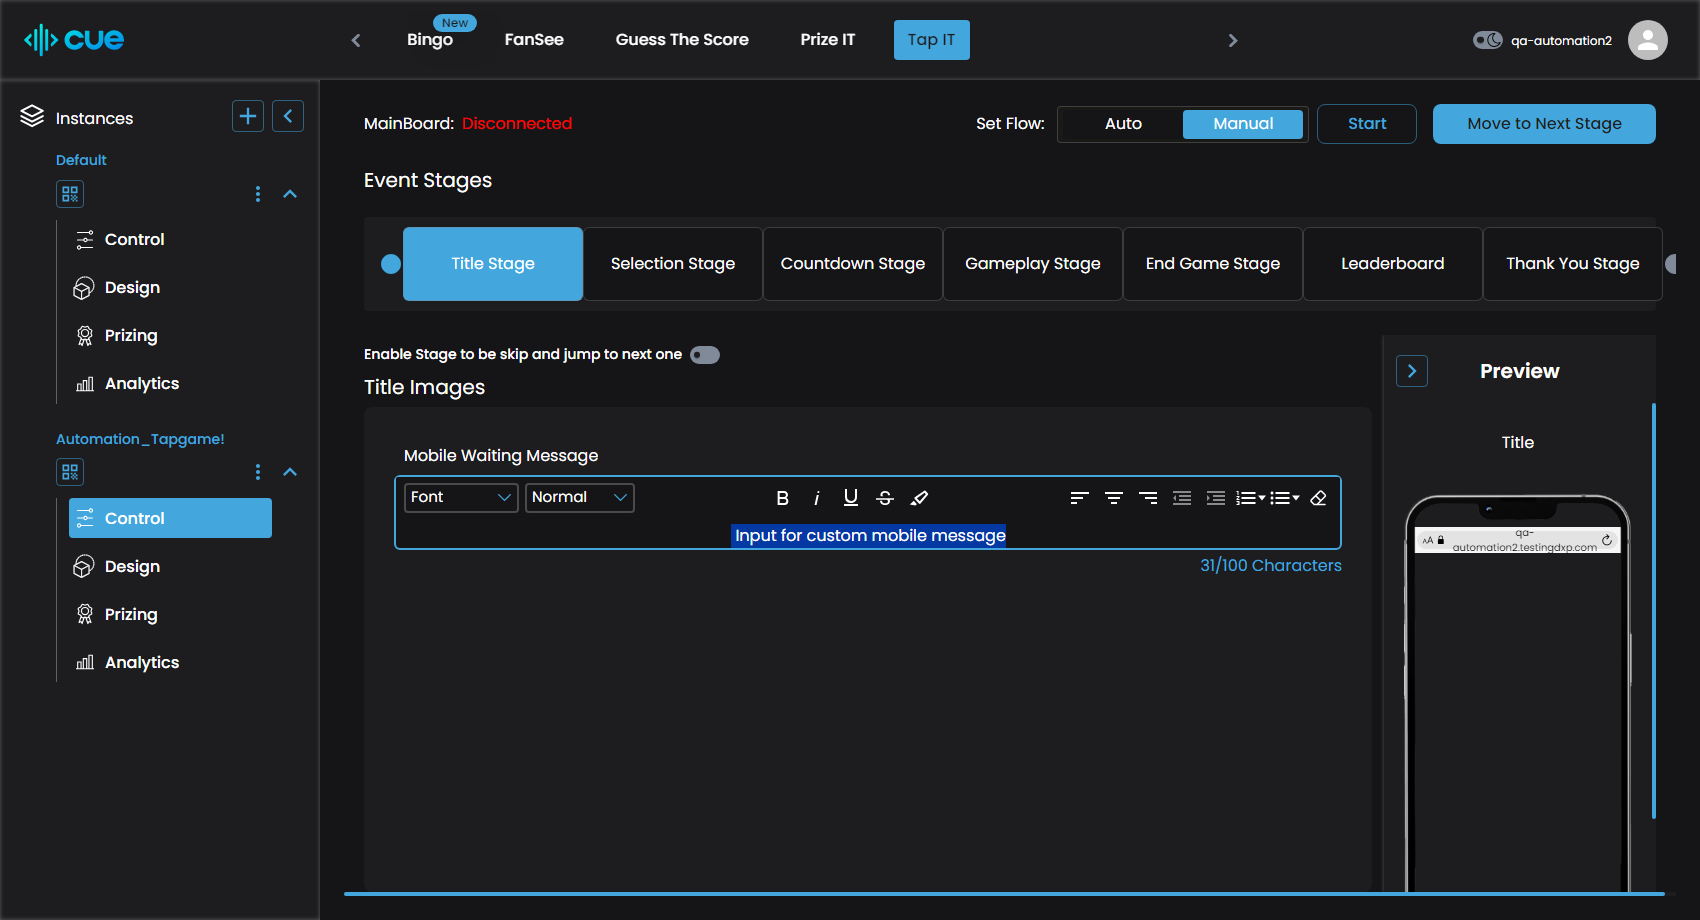 cue
New
Bingo
FanSee
Guess The Score
Prize IT
Tap IT
qa-automation2
Instances
Default
Control
Design
Prizing
Analytics
Automation_Tapgame!
Control
Design
Prizing
Analytics
MainBoard: Disconnected
Set Flow:
Auto
Manual
Start
Move to Next Stage
Event Stages
Title Stage
Selection Stage
Countdown Stage
Gameplay Stage
End Game Stage
Leaderboard
Thank You Stage
Enable Stage to be skip and jump to next one
Title Images
Mobile Waiting Message
Font
Normal
B
i
U
S
Input for custom mobile message
31/100 Characters
Preview
Title
AA
qa-
automation2.testingdxp.com